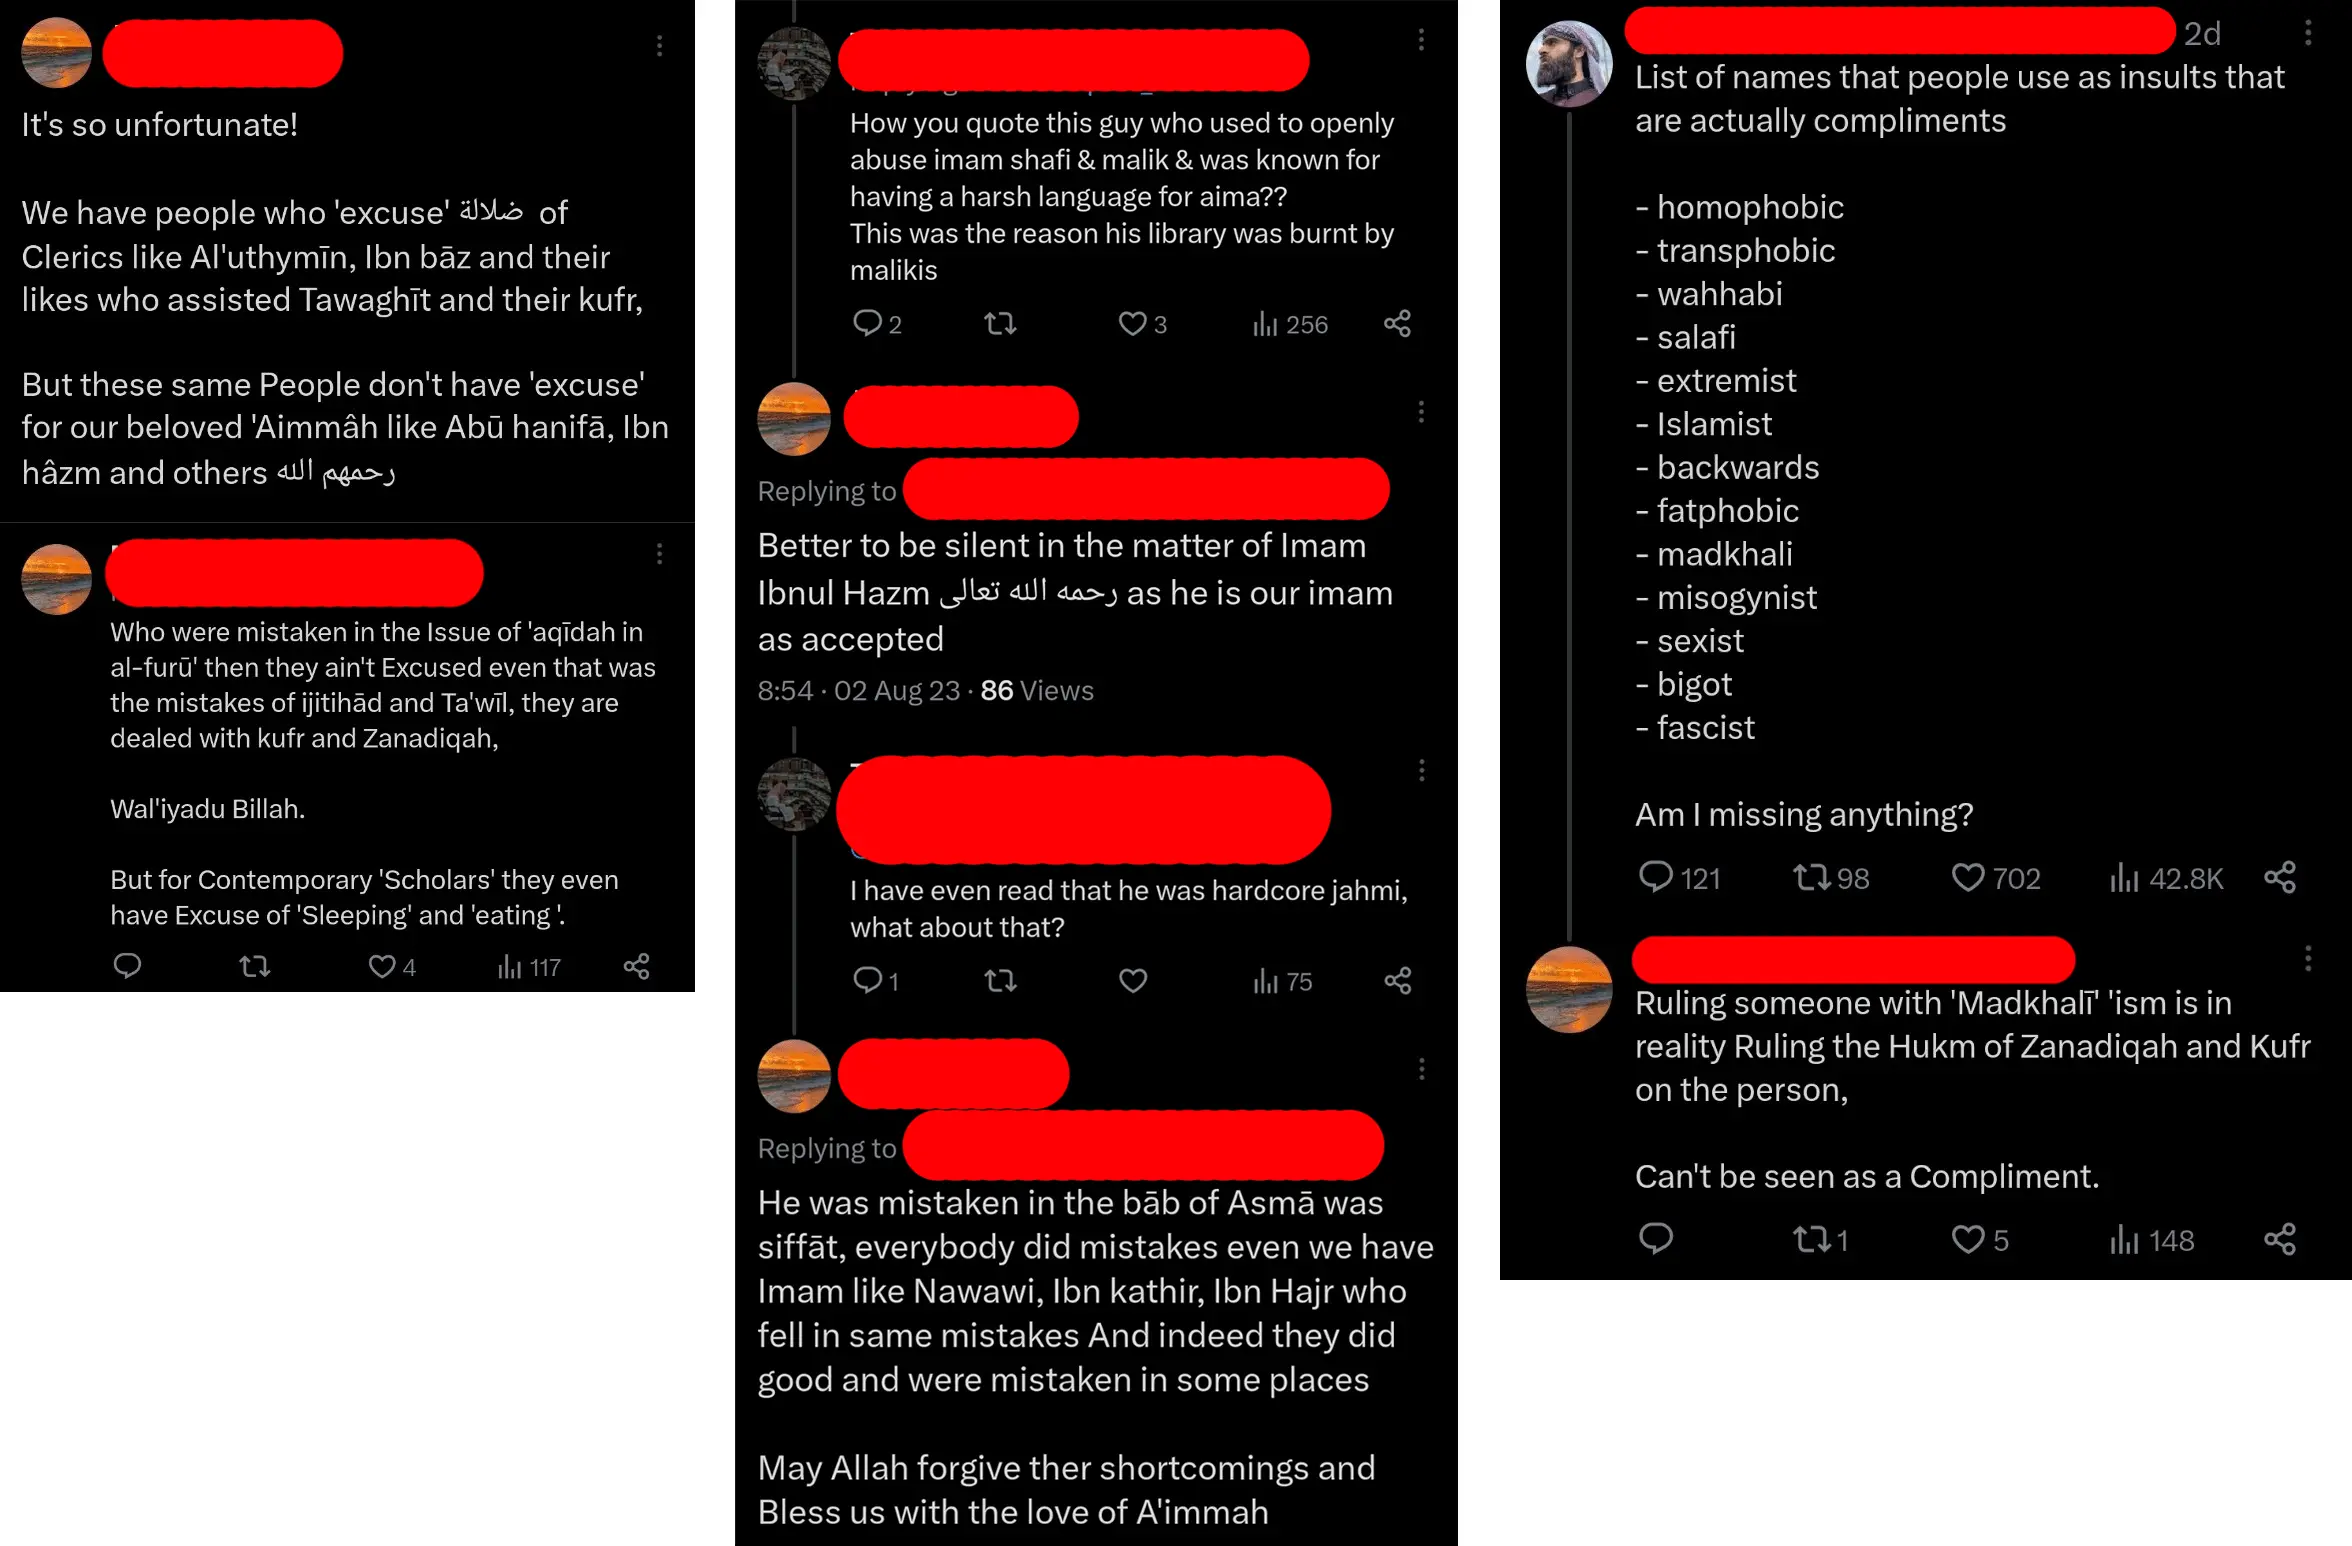 It's so unfortunate!
We have people who 'excuse' ضلالة of
Clerics like Al'uthymīn, Ibn bāz and their
likes who assisted Tawaghīt and their kufr,
But these same People don't have 'excuse'
for our beloved 'Aimmâh like Abū hanifā, Ibn
hâzm and others رحمهم الله
Who were mistaken in the Issue of 'aqīdah in
al-furū' then they ain't Excused even that was
the mistakes of ijitihād and Ta'wīl, they are
dealed with kufr and Zanadiqah,
Wal'iyadu Billah.
But for Contemporary 'Scholars' they even
have Excuse of 'Sleeping' and 'eating '.
4 117
How you quote this guy who used to openly
abuse imam shafi & malik & was known for
having a harsh language for aima??
This was the reason his library was burnt by
malikis
2 3 256
Replying to
Better to be silent in the matter of Imam
Ibnul Hazm رحمه الله تعالى as he is our imam
as accepted
8:54 · 02 Aug 23 · 86 Views
I have even read that he was hardcore jahmi,
what about that?
1 75
Replying to
He was mistaken in the bāb of Asmā was
siffāt, everybody did mistakes even we have
Imam like Nawawi, Ibn kathir, Ibn Hajr who
fell in same mistakes And indeed they did
good and were mistaken in some places
May Allah forgive ther shortcomings and
Bless us with the love of A'immah
2d
List of names that people use as insults that
are actually compliments
- homophobic
- transphobic
- wahhabi
- salafi
- extremist
- Islamist
- backwards
- fatphobic
- madkhali
- misogynist
- sexist
- bigot
- fascist
Am I missing anything?
121 98 702 42.8K
Ruling someone with 'Madkhalī' 'ism is in
reality Ruling the Hukm of Zanadiqah and Kufr
on the person,
Can't be seen as a Compliment.
1 5 148